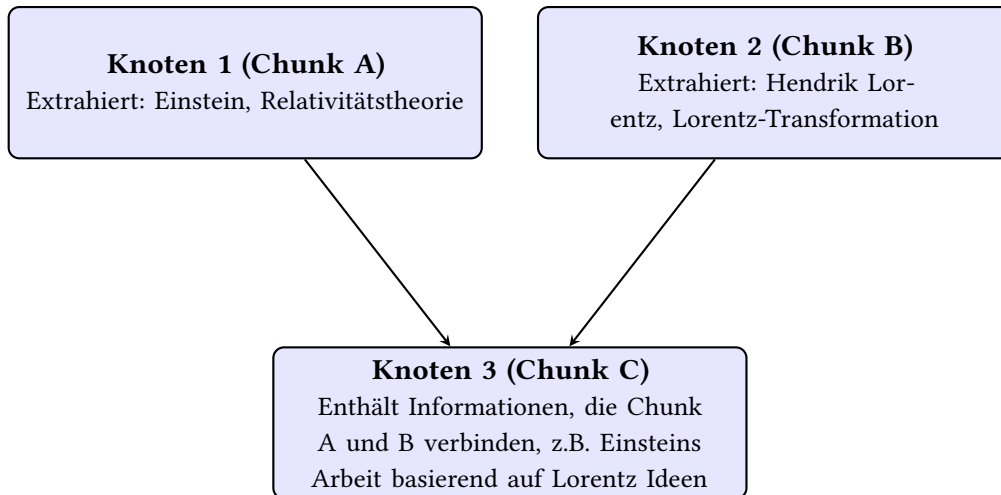 Knoten 1 (Chunk A)
Extrahiert: Einstein, Relativitätstheorie
Knoten 2 (Chunk B)
Extrahiert: Hendrik Lor-
entz, Lorentz-Transformation
Knoten 3 (Chunk C)
Enthält Informationen, die Chunk
A und B verbinden, z.B. Einsteins
Arbeit basierend auf Lorentz Ideen